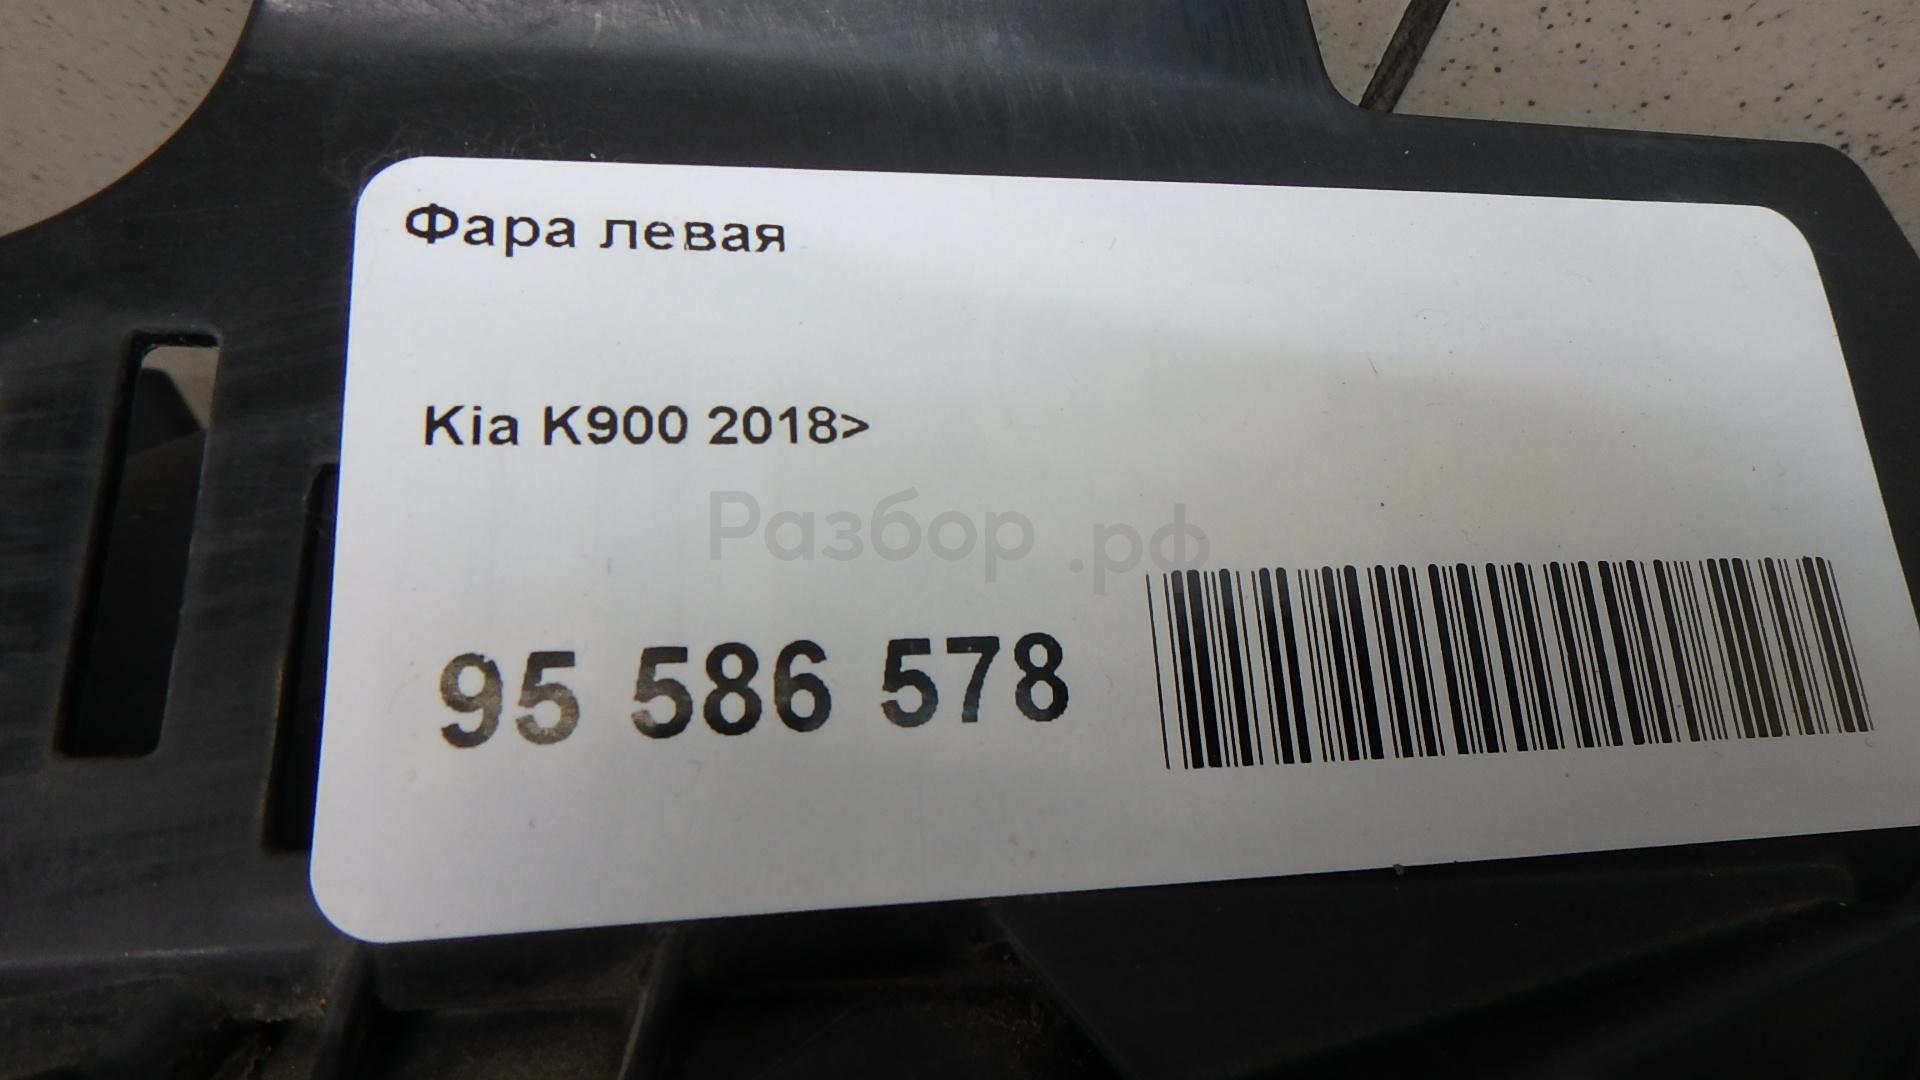 Фара левая
Kia K900 2018>
Разбор.рф
95 586 578